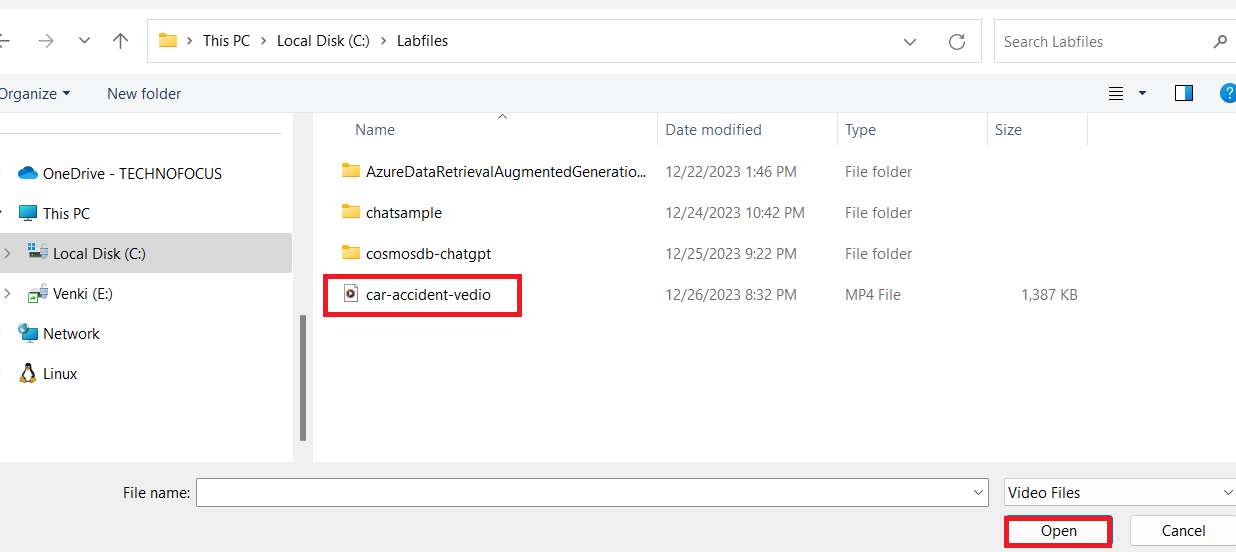 This PC > Local Disk (C:) > Labfiles
Search Labfiles
Organize
New folder
?
Name
Date modified
Type
Size
OneDrive - TECHNOFOCUS
This PC
Local Disk (C:)
Venki (E:)
Network
Linux
AzureDataRetrievalAugmentedGeneratio... 12/22/2023 1:46 PM File folder
chatsample 12/24/2023 10:42 PM File folder
cosmosdb-chatgpt 12/25/2023 9:22 PM File folder
car-accident-vedio 12/26/2023 8:32 PM MP4 File 1,387 KB
File name:
Video Files
Open
Cancel